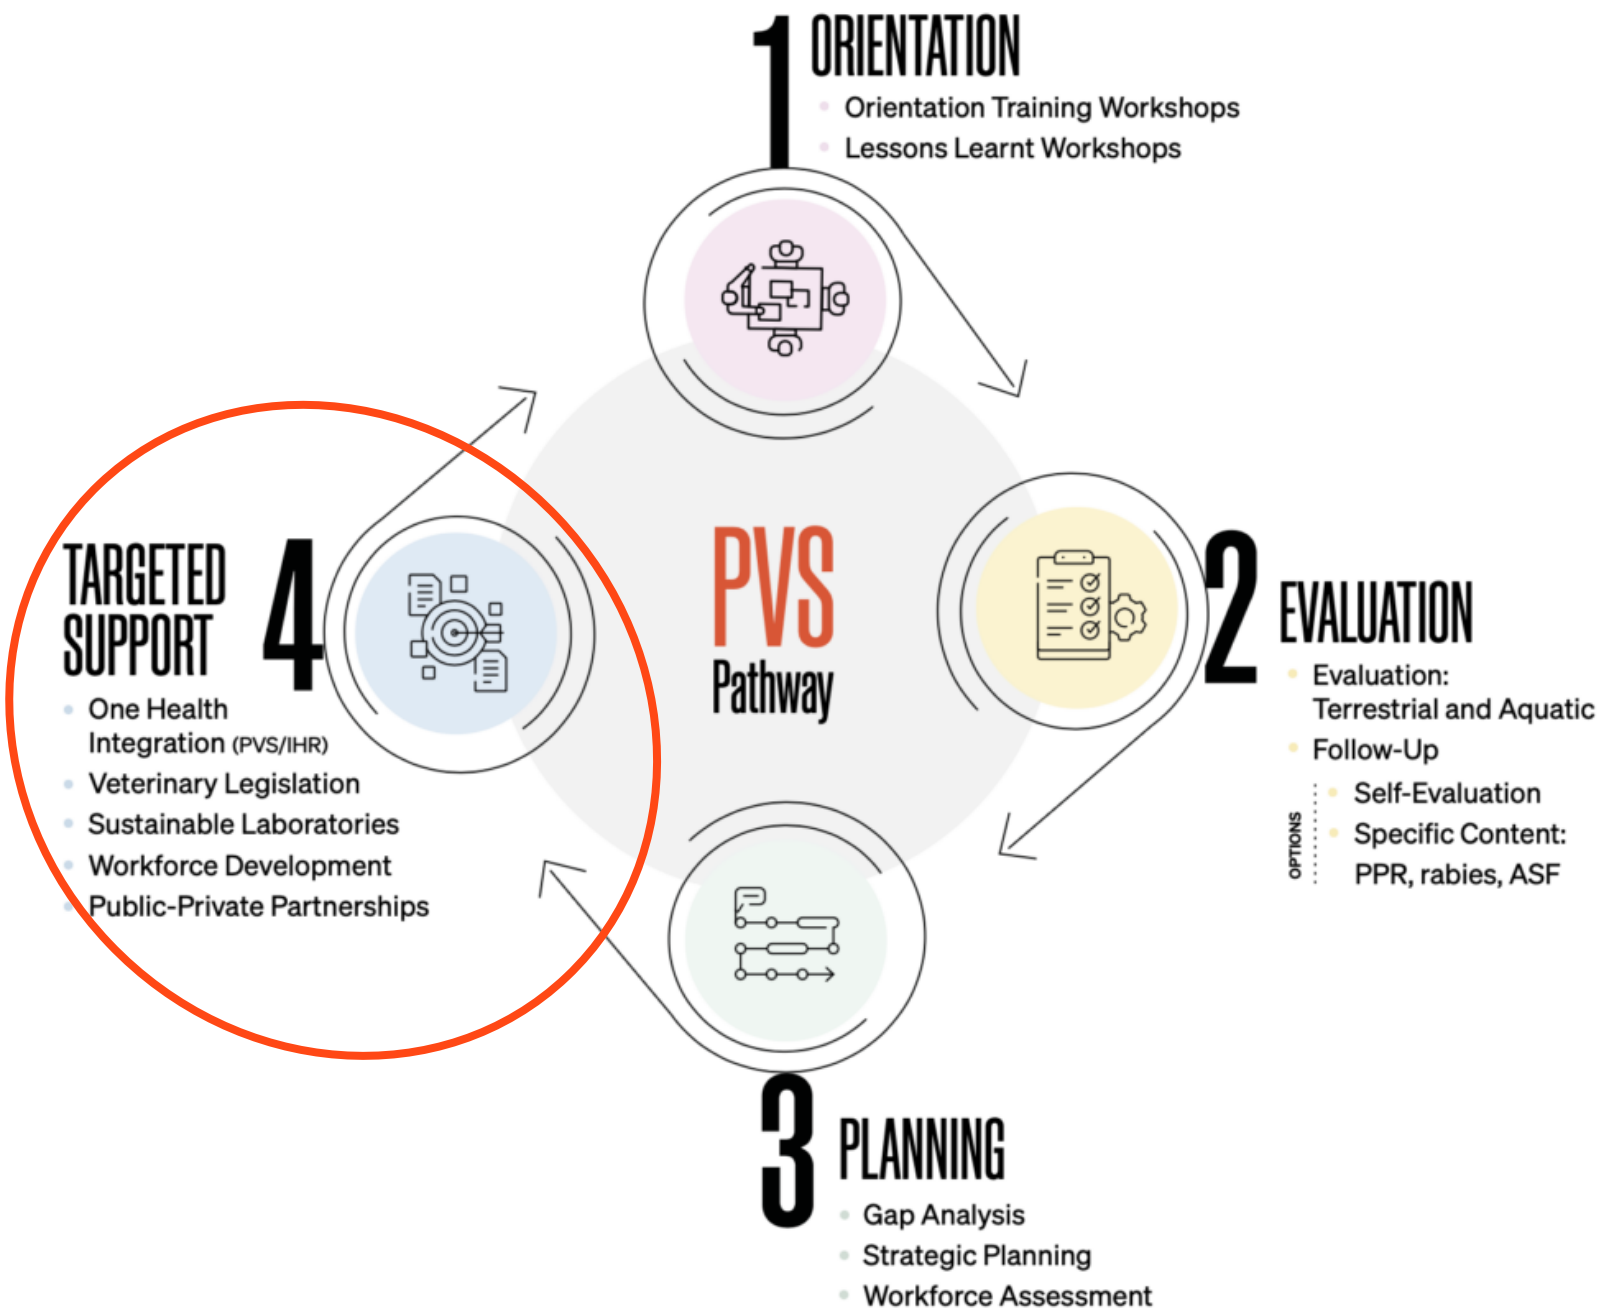 1 ORIENTATION
Orientation Training Workshops
Lessons Learnt Workshops
PVS
Pathway
2 EVALUATION
Evaluation:
Terrestrial and Aquatic
Follow-Up
OPTIONS
Self-Evaluation
Specific Content:
PPR, rabies, ASF
3 PLANNING
Gap Analysis
Strategic Planning
Workforce Assessment
4 TARGETED
SUPPORT
One Health
Integration (PVS/IHR)
Veterinary Legislation
Sustainable Laboratories
Workforce Development
Public-Private Partnerships